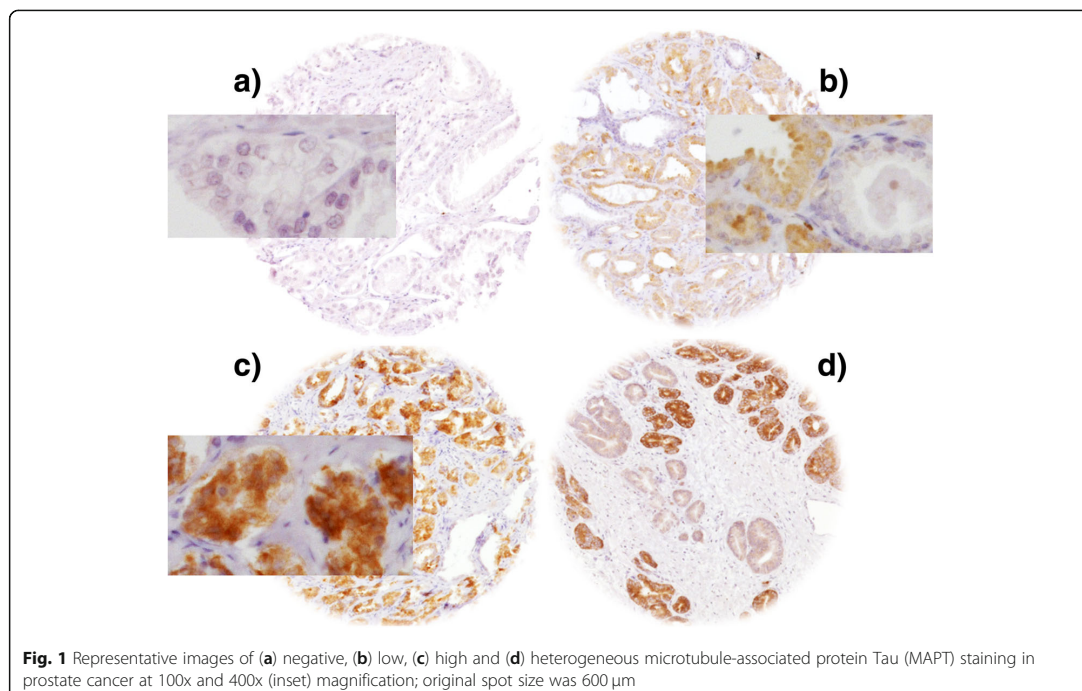 a)
b)
c)
d)
Fig. 1 Representative images of (a) negative, (b) low, (c) high and (d) heterogeneous microtubule-associated protein Tau (MAPT) staining in
prostate cancer at 100x and 400x (inset) magnification; original spot size was 600 μm